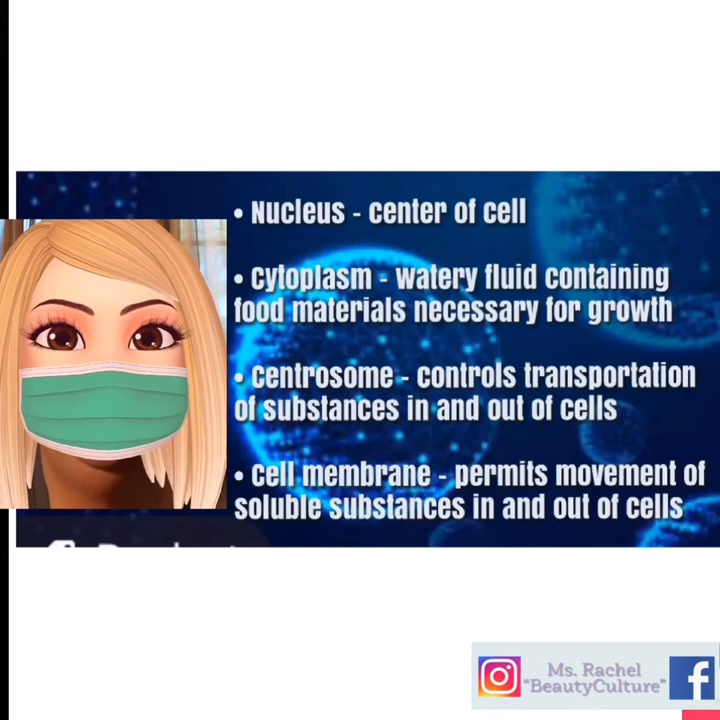 • Nucleus - center of cell
• Cytoplasm - watery fluid containing
food materials necessary for growth
• Centrosome - controls transportation
of substances in and out of cells
• Cell membrane - permits movement of
soluble substances in and out of cells
Ms. Rachel
"BeautyCulture"